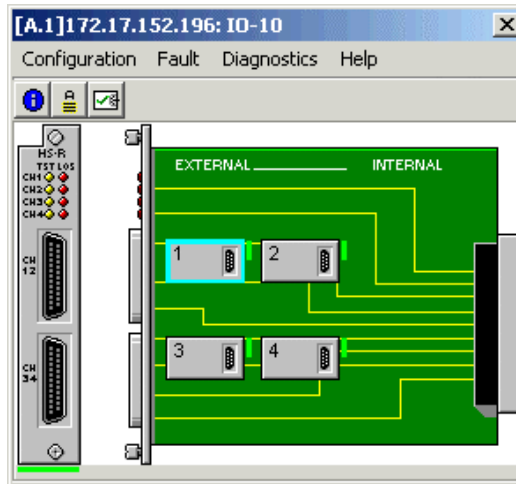 [A.1]172.17.152.196: IO-10
Configuration Fault Diagnostics Help
HS-R
TST LOS
CH1
CH2
CH3
CH4
CH
12
CH
34
EXTERNAL INTERNAL
1 2
3 4